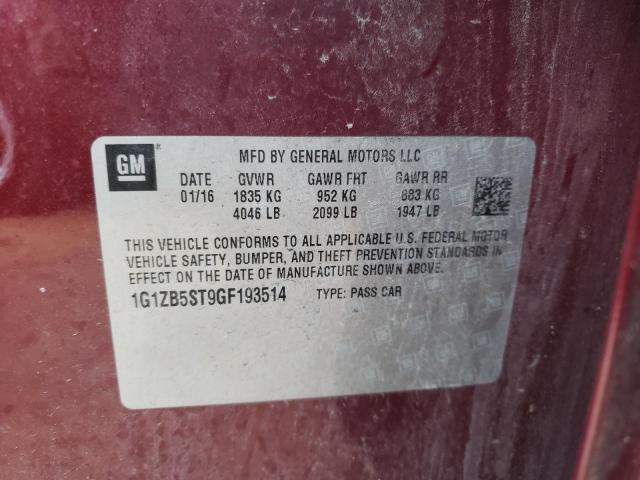 GM
MFD BY GENERAL MOTORS LLC
DATE GVWR GAWR FRT GAWR RR
01/16 1835 KG 952 KG 883 KG
4046 LB 2099 LB 1947 LB
THIS VEHICLE CONFORMS TO ALL APPLICABLE U.S. FEDERAL MOTOR
VEHICLE SAFETY, BUMPER, AND THEFT PREVENTION STANDARDS IN
EFFECT ON THE DATE OF MANUFACTURE SHOWN ABOVE.
1G1ZB5ST9GF193514 TYPE: PASS CAR